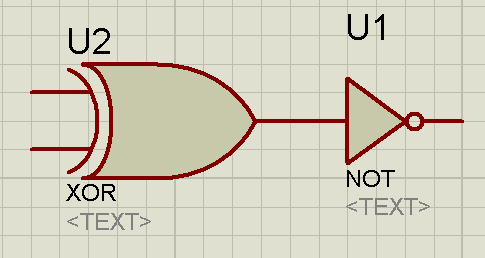 U2
U1
XOR
<TEXT>
NOT
<TEXT>